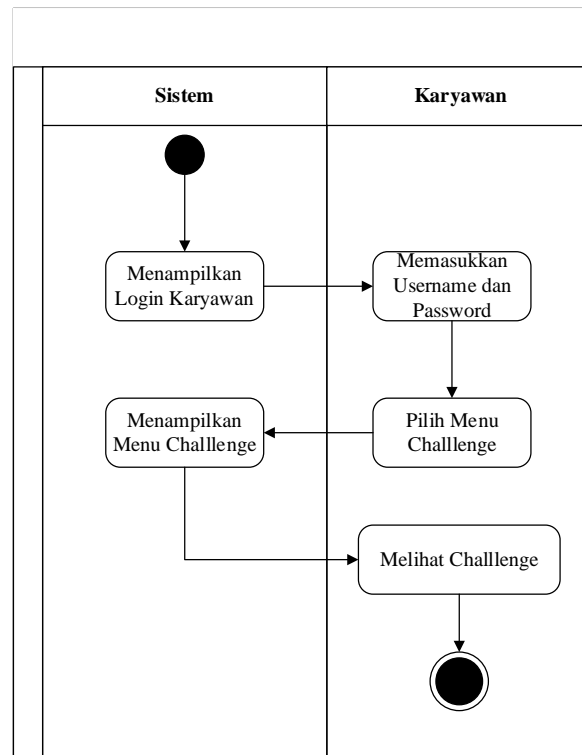 Sistem
Karyawan
Menampilkan
Login Karyawan
Memasukkan
Username dan
Password
Menampilkan
Menu Challlenge
Pilih Menu
Challlenge
Melihat Challlenge